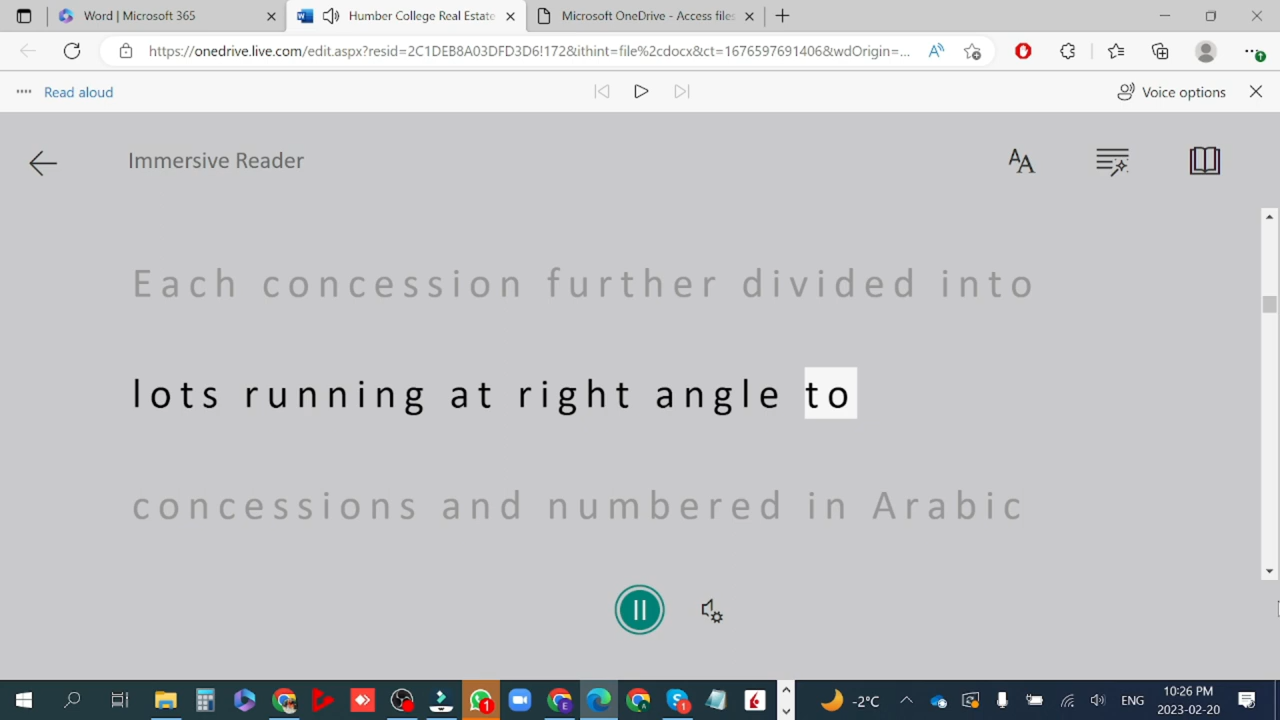 Word | Microsoft 365
Humber College Real Estate
Microsoft OneDrive - Access files
https://onedrive.live.com/edit.aspx?resid=2C1DEB8A03DFD3D6!172&ithint=file%2cdocx&ct=1676597691406&wdOrigin=...
Read aloud
Voice options
Immersive Reader
Each concession further divided into
lots running at right angle to
concessions and numbered in Arabic
-2°C
ENG
10:26 PM
2023-02-20